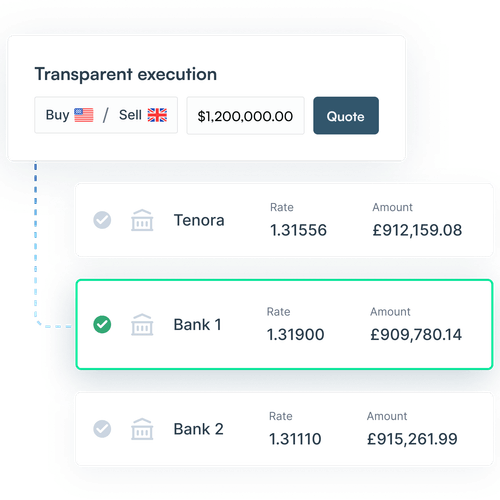 Transparent execution
Buy / Sell
$1,200,000.00
Quote
Tenora
Rate
1.31556
Amount
£912,159.08
Bank 1
Rate
1.31900
Amount
£909,780.14
Bank 2
Rate
1.31110
Amount
£915,261.99